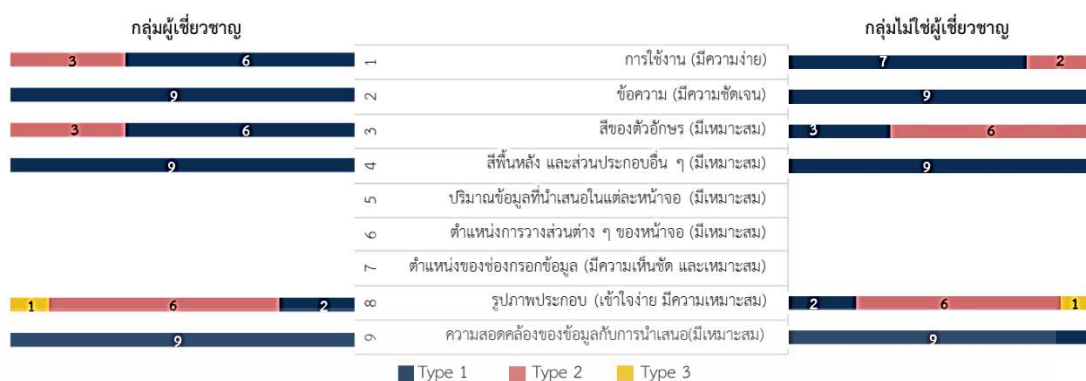 กลุ่มผู้เชี่ยวชาญ กลุ่มไม่ใช่ผู้เชี่ยวชาญ
3 6 1 การใช้งาน (มีความง่าย) 7 2
9 2 ข้อความ (มีความชัดเจน) 9
3 6 3 สีของตัวอักษร (มีเหมาะสม) 3 6
9 4 สีพื้นหลัง และส่วนประกอบอื่น ๆ (มีเหมาะสม) 9
5 ปริมาณข้อมูลที่นำเสนอในแต่ละหน้าจอ (มีเหมาะสม)
6 ตำแหน่งการวางส่วนต่าง ๆ ของหน้าจอ (มีเหมาะสม)
7 ตำแหน่งของช่องกรอกข้อมูล (มีความเห็นชัด และเหมาะสม)
1 6 2 8 รูปภาพประกอบ (เข้าใจง่าย มีความเหมาะสม) 2 6 1
9 9 ความสอดคล้องของข้อมูลกับการนำเสนอ(มีเหมาะสม) 9
Type 1 Type 2 Type 3